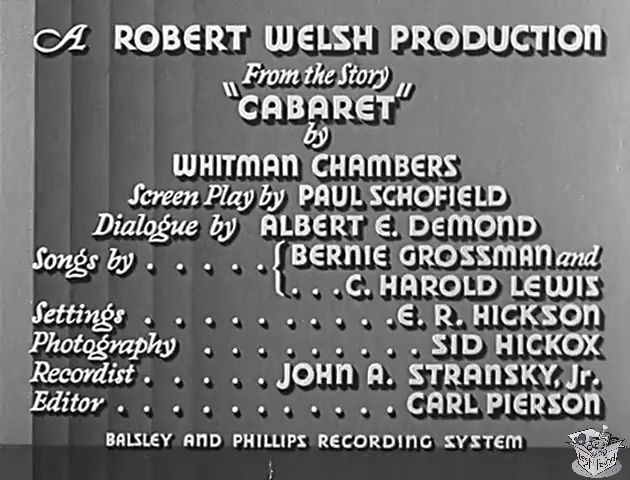 A ROBERT WELSH PRODUCTION
From the Story
"CABARET"
by
WHITMAN CHAMBERS
Screen Play by PAUL SCHOFIELD
Dialogue by ALBERT E. DEMOND
Songs by . . . . . { BERNIE GROSSMAN and
. . . C. HAROLD LEWIS
Settings . . . . . . . . . . E. R. HICKSON
Photography . . . . . . . . SID HICKOX
Recordist . . . . . JOHN A. STRANSKY, Jr.
Editor . . . . . . . . . . CARL PIERSON
BALSLEY AND PHILLIPS RECORDING SYSTEM